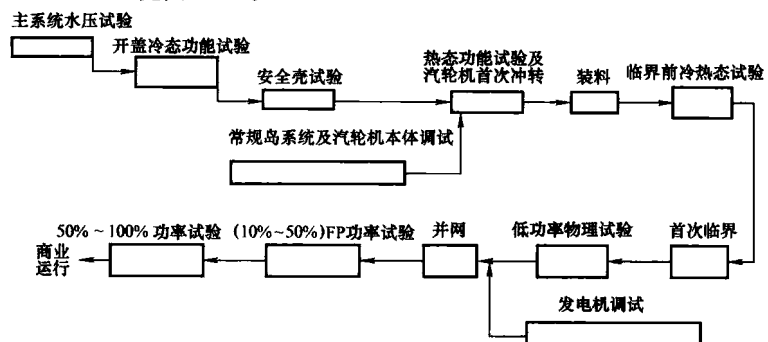 主系统水压试验
开盖冷态功能试验
安全壳试验
热态功能试验及
汽轮机首次冲转
装料
临界前冷热态试验
常规岛系统及汽轮机本体调试
50%~100%功率试验
(10%~50%)FP功率试验
并网
低功率物理试验
首次临界
商业
运行
发电机调试